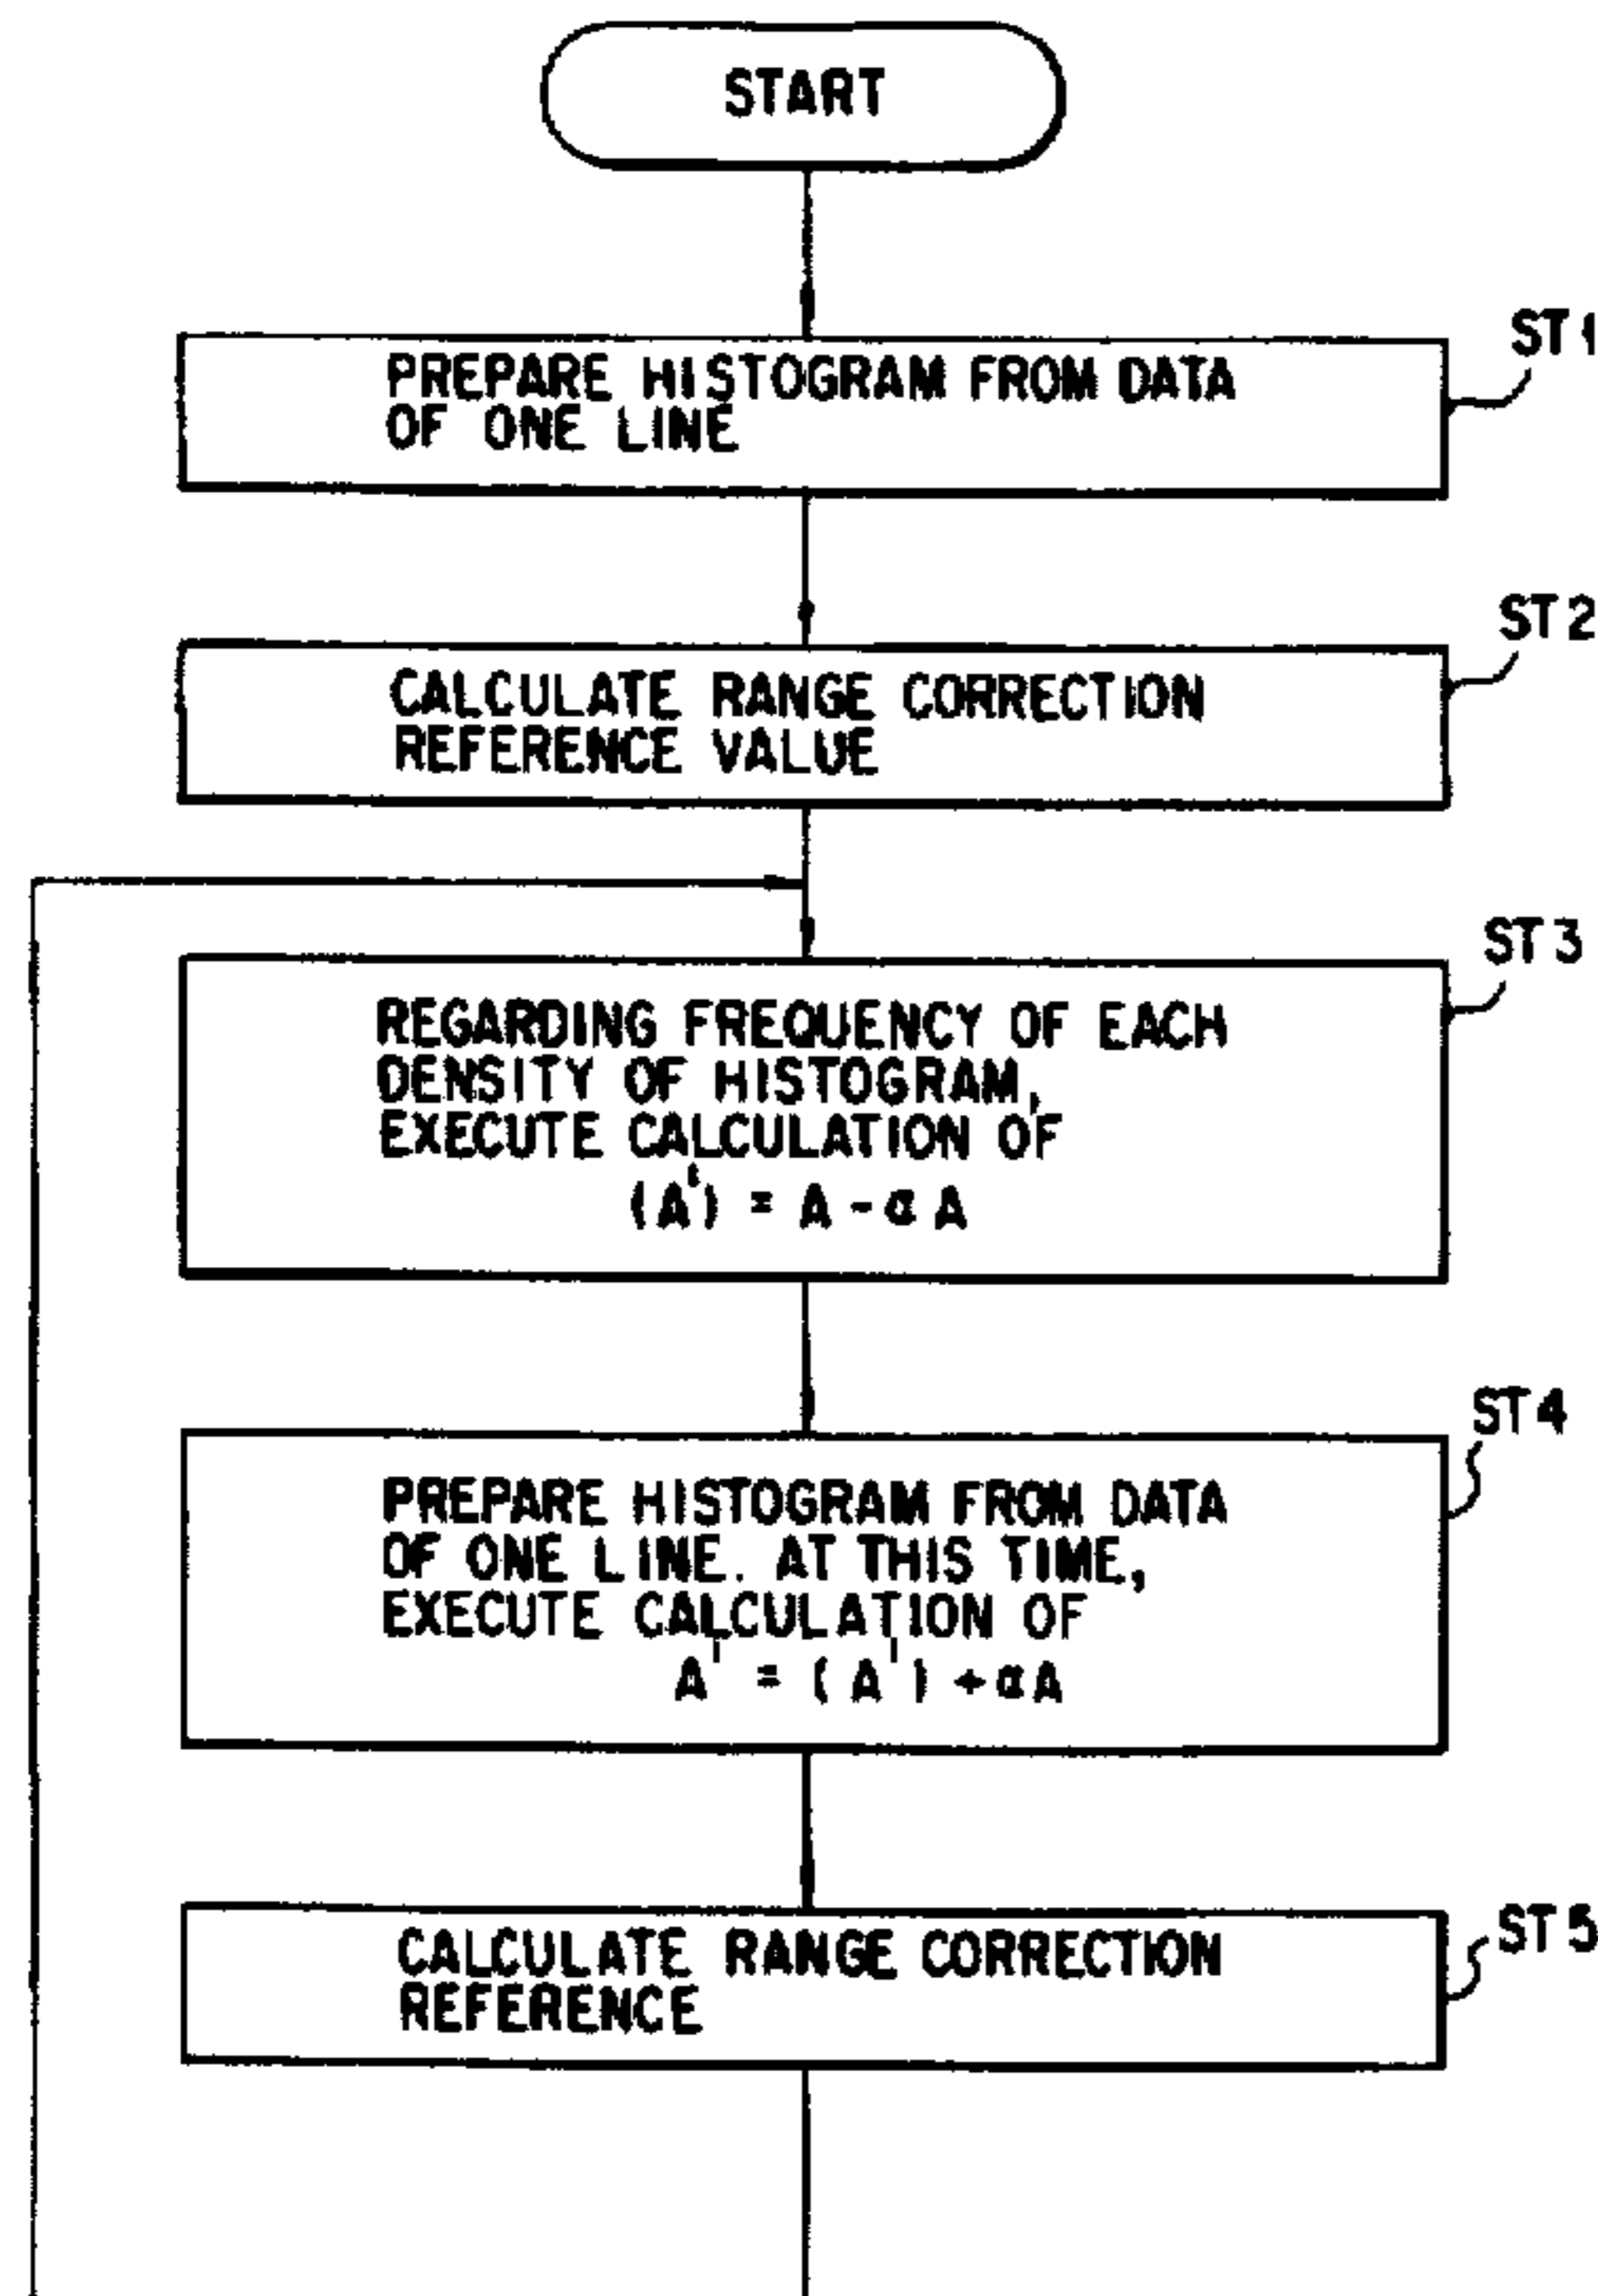 START
ST1
PREPARE HISTOGRAM FROM DATA
OF ONE LINE
ST2
CALCULATE RANGE CORRECTION
REFERENCE VALUE
ST3
REGARDING FREQUENCY OF EACH
DENSITY OF HISTOGRAM,
EXECUTE CALCULATION OF
(A') = A - α A
ST4
PREPARE HISTOGRAM FROM DATA
OF ONE LINE. AT THIS TIME,
EXECUTE CALCULATION OF
A' = (A') + αA
ST5
CALCULATE RANGE CORRECTION
REFERENCE